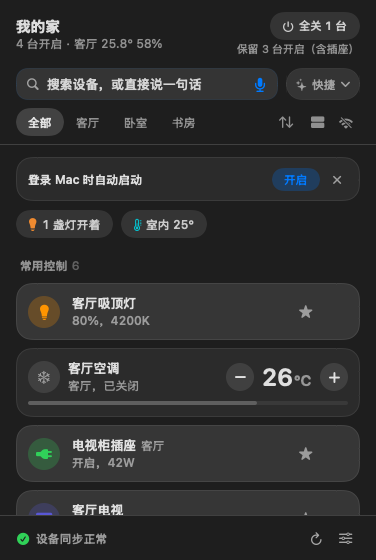 我的家
全关 1 台
4 台开启 · 客厅 25.8° 58%
保留 3 台开启（含插座）
搜索设备，或直接说一句话
快捷
全部 客厅 卧室 书房
登录 Mac 时自动启动
开启
1 盏灯开着
室内 25°
常用控制 6
客厅吸顶灯
80%，4200K
客厅空调
客厅，已关闭
26°C
电视柜插座 客厅
开启，42W
客厅电视
设备同步正常